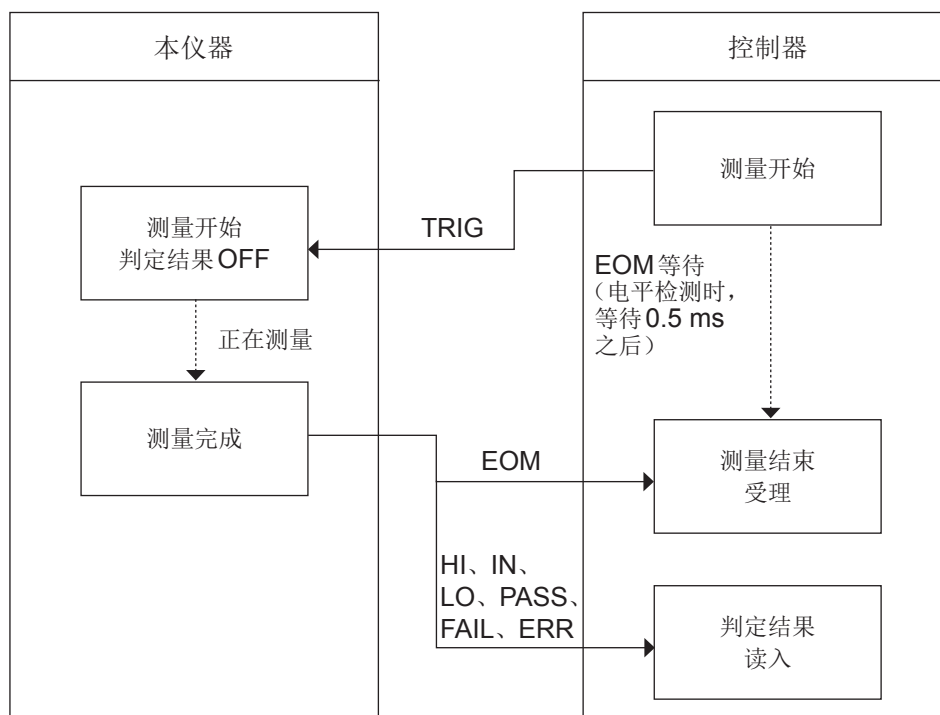 本仪器
控制器
测量开始
测量开始
判定结果OFF
TRIG
EOM等待
（电平检测时，
等待0.5 ms
之后）
正在测量
测量完成
EOM
测量结束
受理
HI、IN、
LO、PASS、
FAIL、ERR
判定结果
读入